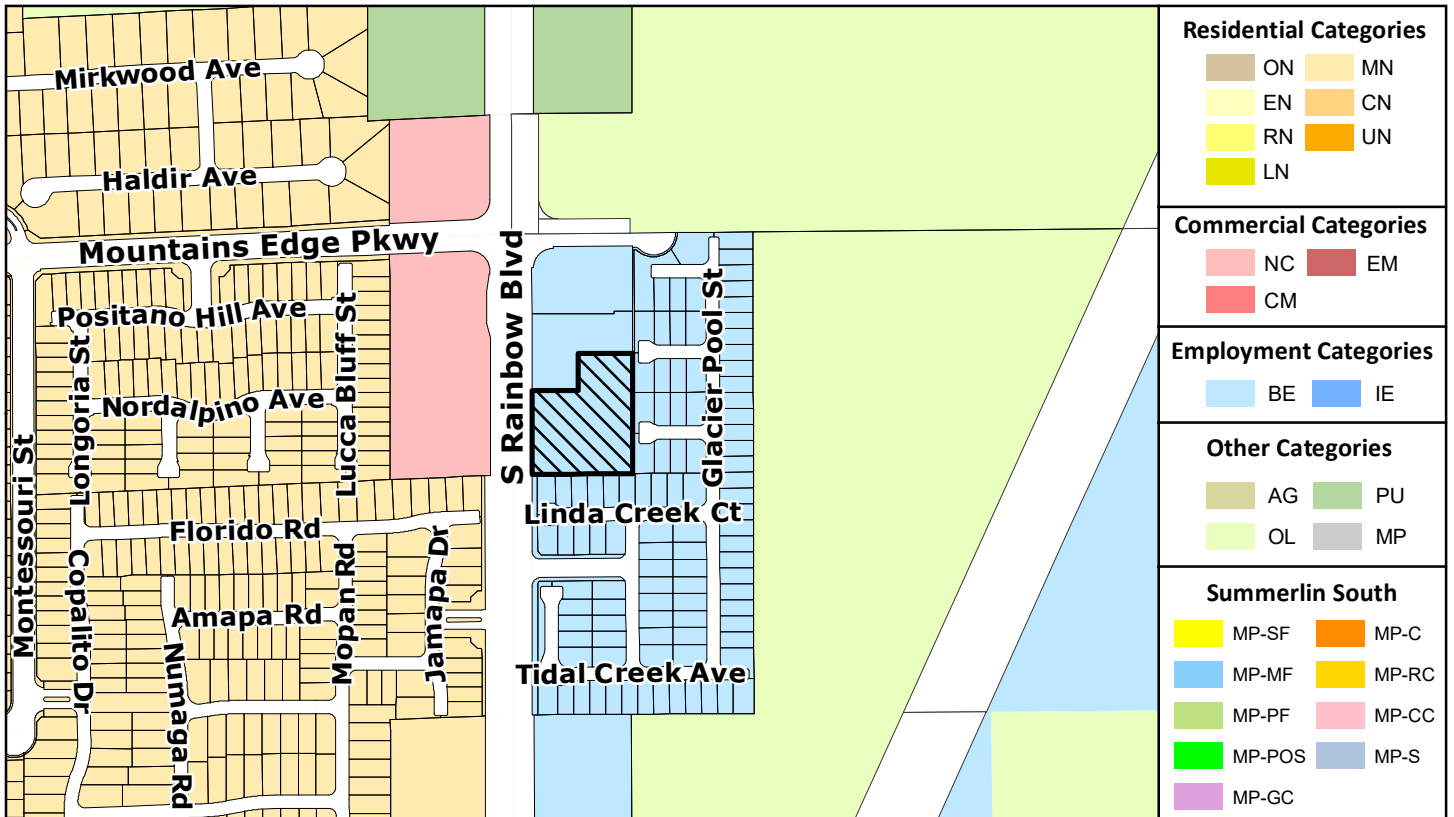 Mirkwood Ave
Haldir Ave
Mountains Edge Pkwy
Positano Hill Ave
Nordalpino Ave
Longoria St
Lucca Bluff St
Montessouri St
S Rainbow Blvd
Glacier Pool St
Florido Rd
Linda Creek Ct
Copalito Dr
Amapa Rd
Numaga Rd
Mopan Rd
Jamapa Dr
Tidal Creek Ave
Residential Categories
ON MN
EN CN
RN UN
LN
Commercial Categories
NC EM
CM
Employment Categories
BE IE
Other Categories
AG PU
OL MP
Summerlin South
MP-SF MP-C
MP-MF MP-RC
MP-PF MP-CC
MP-POS MP-S
MP-GC